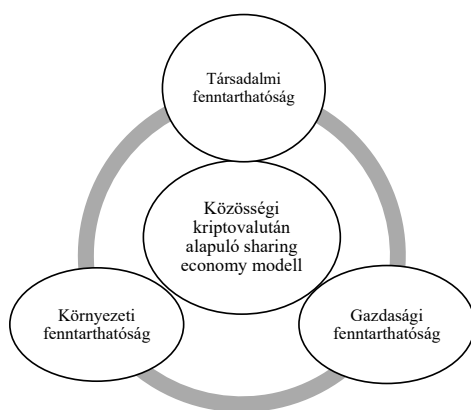 Társadalmi
fenntarthatóság
Közösségi
kriptovalután
alapuló sharing
economy modell
Környezeti
fenntarthatóság
Gazdasági
fenntarthatóság